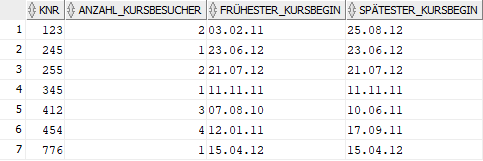 KNR ANZAHL_KURSBESUCHER FRÜHESTER_KURSBEGIN SPÄTESTER_KURSBEGIN
1 123 2 03.02.11 25.08.12
2 245 1 23.06.12 23.06.12
3 255 2 21.07.12 21.07.12
4 345 1 11.11.11 11.11.11
5 412 3 07.08.10 10.06.11
6 454 4 12.01.11 17.09.11
7 776 1 15.04.12 15.04.12